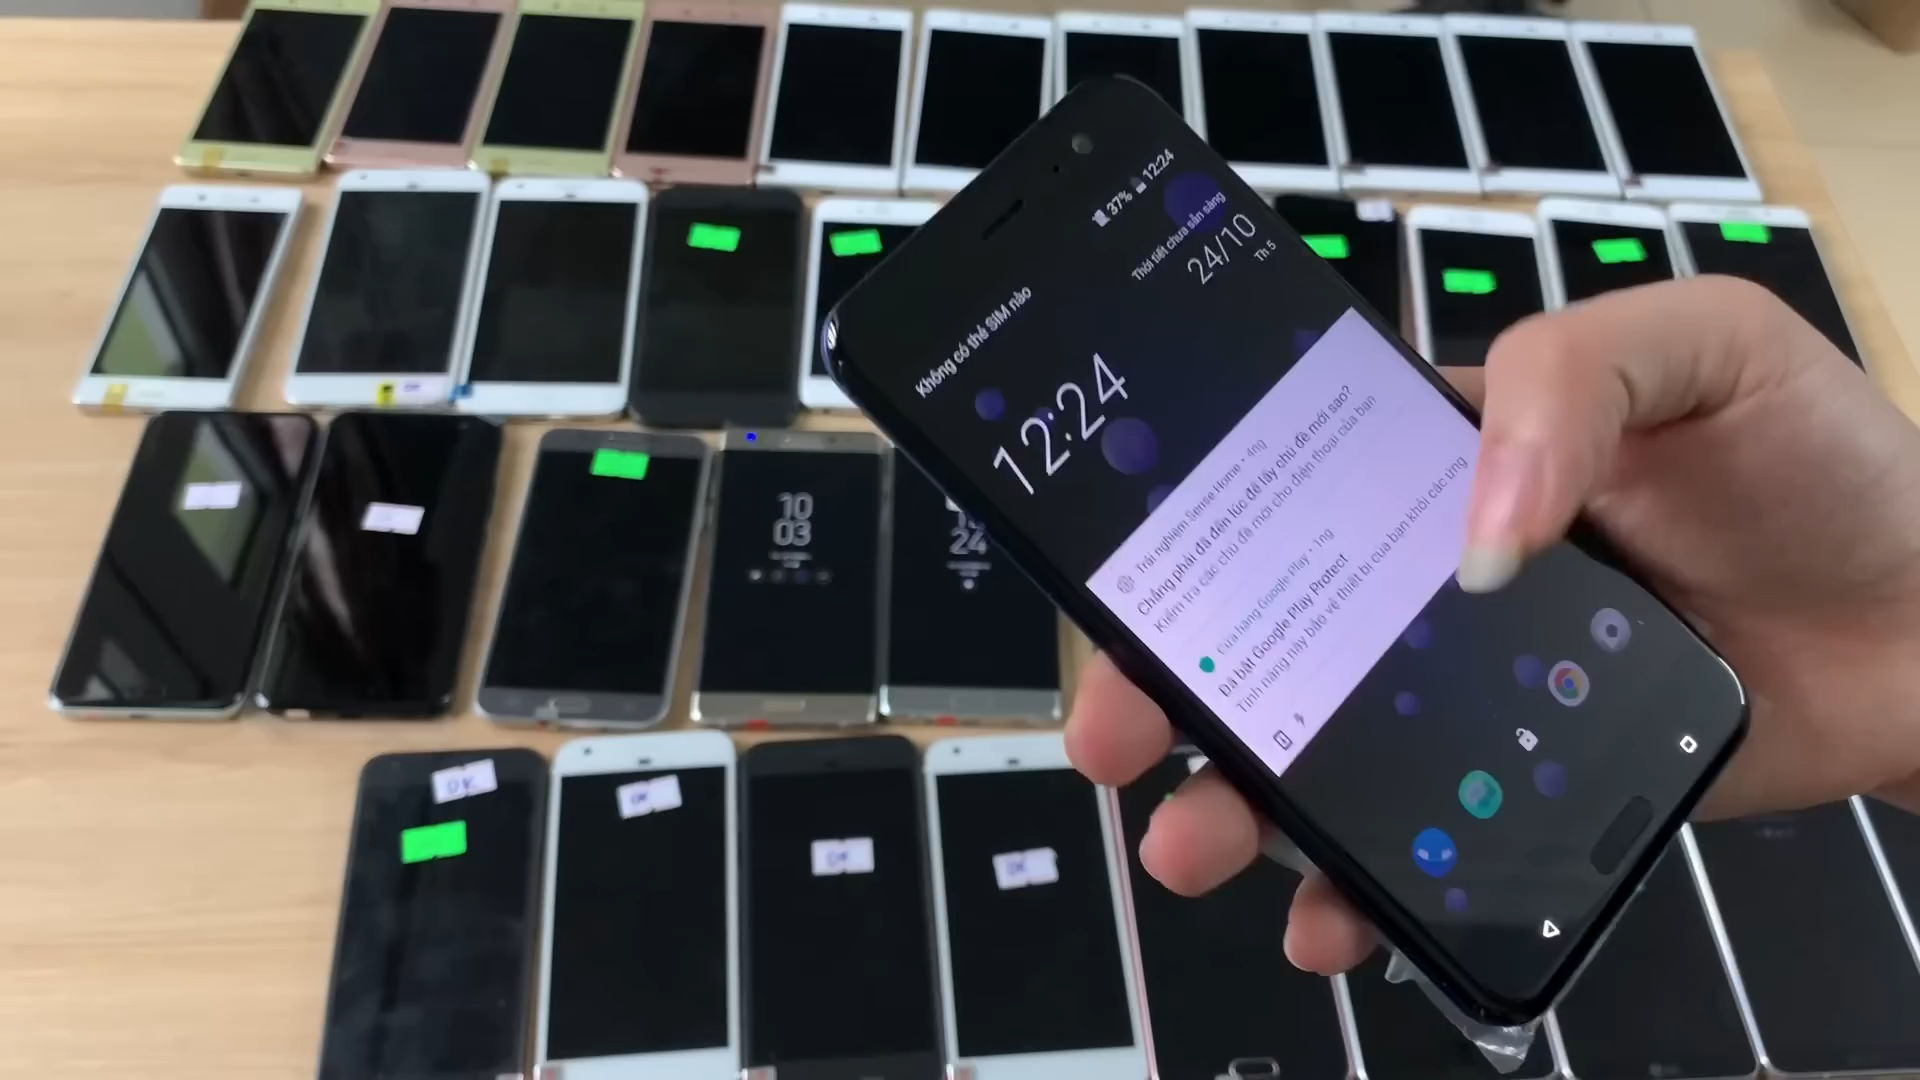 37% 12:24
Thời tiết chưa sẵn sàng
24/10
Th 5
Không có thẻ SIM nào
12:24
Trải nghiệm Sense Home • 4ng
Chẳng phải đã đến lúc để lấy chủ đề mới sao?
Kiểm tra các chủ đề mới cho điện thoại của bạn
Cửa hàng Google Play • 1ng
Đã bật Google Play Protect
Tính năng này bảo vệ thiết bị của bạn khỏi các ứng
10
03
24
OK
OK
OK
OK